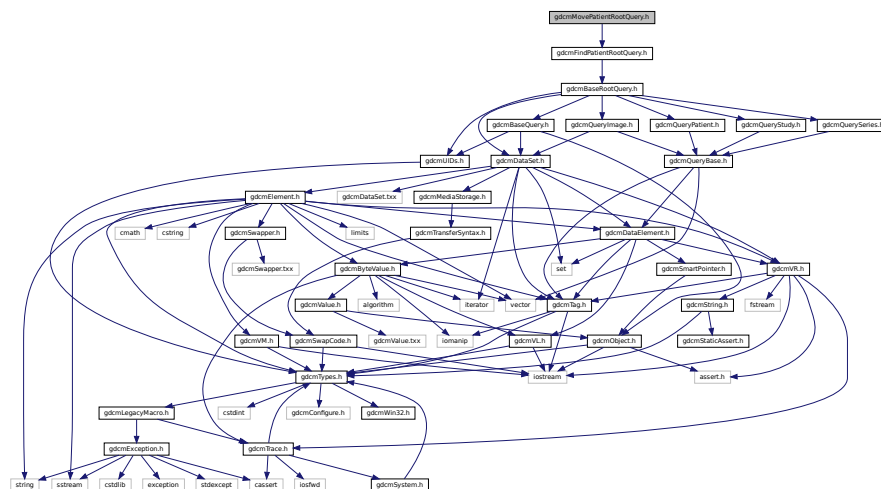 gdcmMovePatientRootQuery.h
gdcmFindPatientRootQuery.h
gdcmBaseRootQuery.h
gdcmBaseQuery.h
gdcmQueryImage.h
gdcmQueryPatient.h
gdcmQueryStudy.h
gdcmQuerySeries.h
gdcmUIDs.h
gdcmDataSet.h
gdcmQueryBase.h
gdcmElement.h
gdcmDataSet.txx
gdcmMediaStorage.h
cmath
cstring
gdcmSwapper.h
limits
gdcmTransferSyntax.h
gdcmDataElement.h
gdcmSwapper.txx
gdcmByteValue.h
set
gdcmSmartPointer.h
gdcmVR.h
gdcmValue.h
algorithm
iterator
vector
gdcmTag.h
gdcmString.h
fstream
gdcmVM.h
gdcmSwapCode.h
gdcmValue.txx
iomanip
gdcmVL.h
gdcmObject.h
gdcmStaticAssert.h
gdcmTypes.h
iostream
assert.h
gdcmLegacyMacro.h
cstdint
gdcmConfigure.h
gdcmWin32.h
gdcmException.h
gdcmTrace.h
string
sstream
cstdlib
exception
stdexcept
cassert
iosfwd
gdcmSystem.h